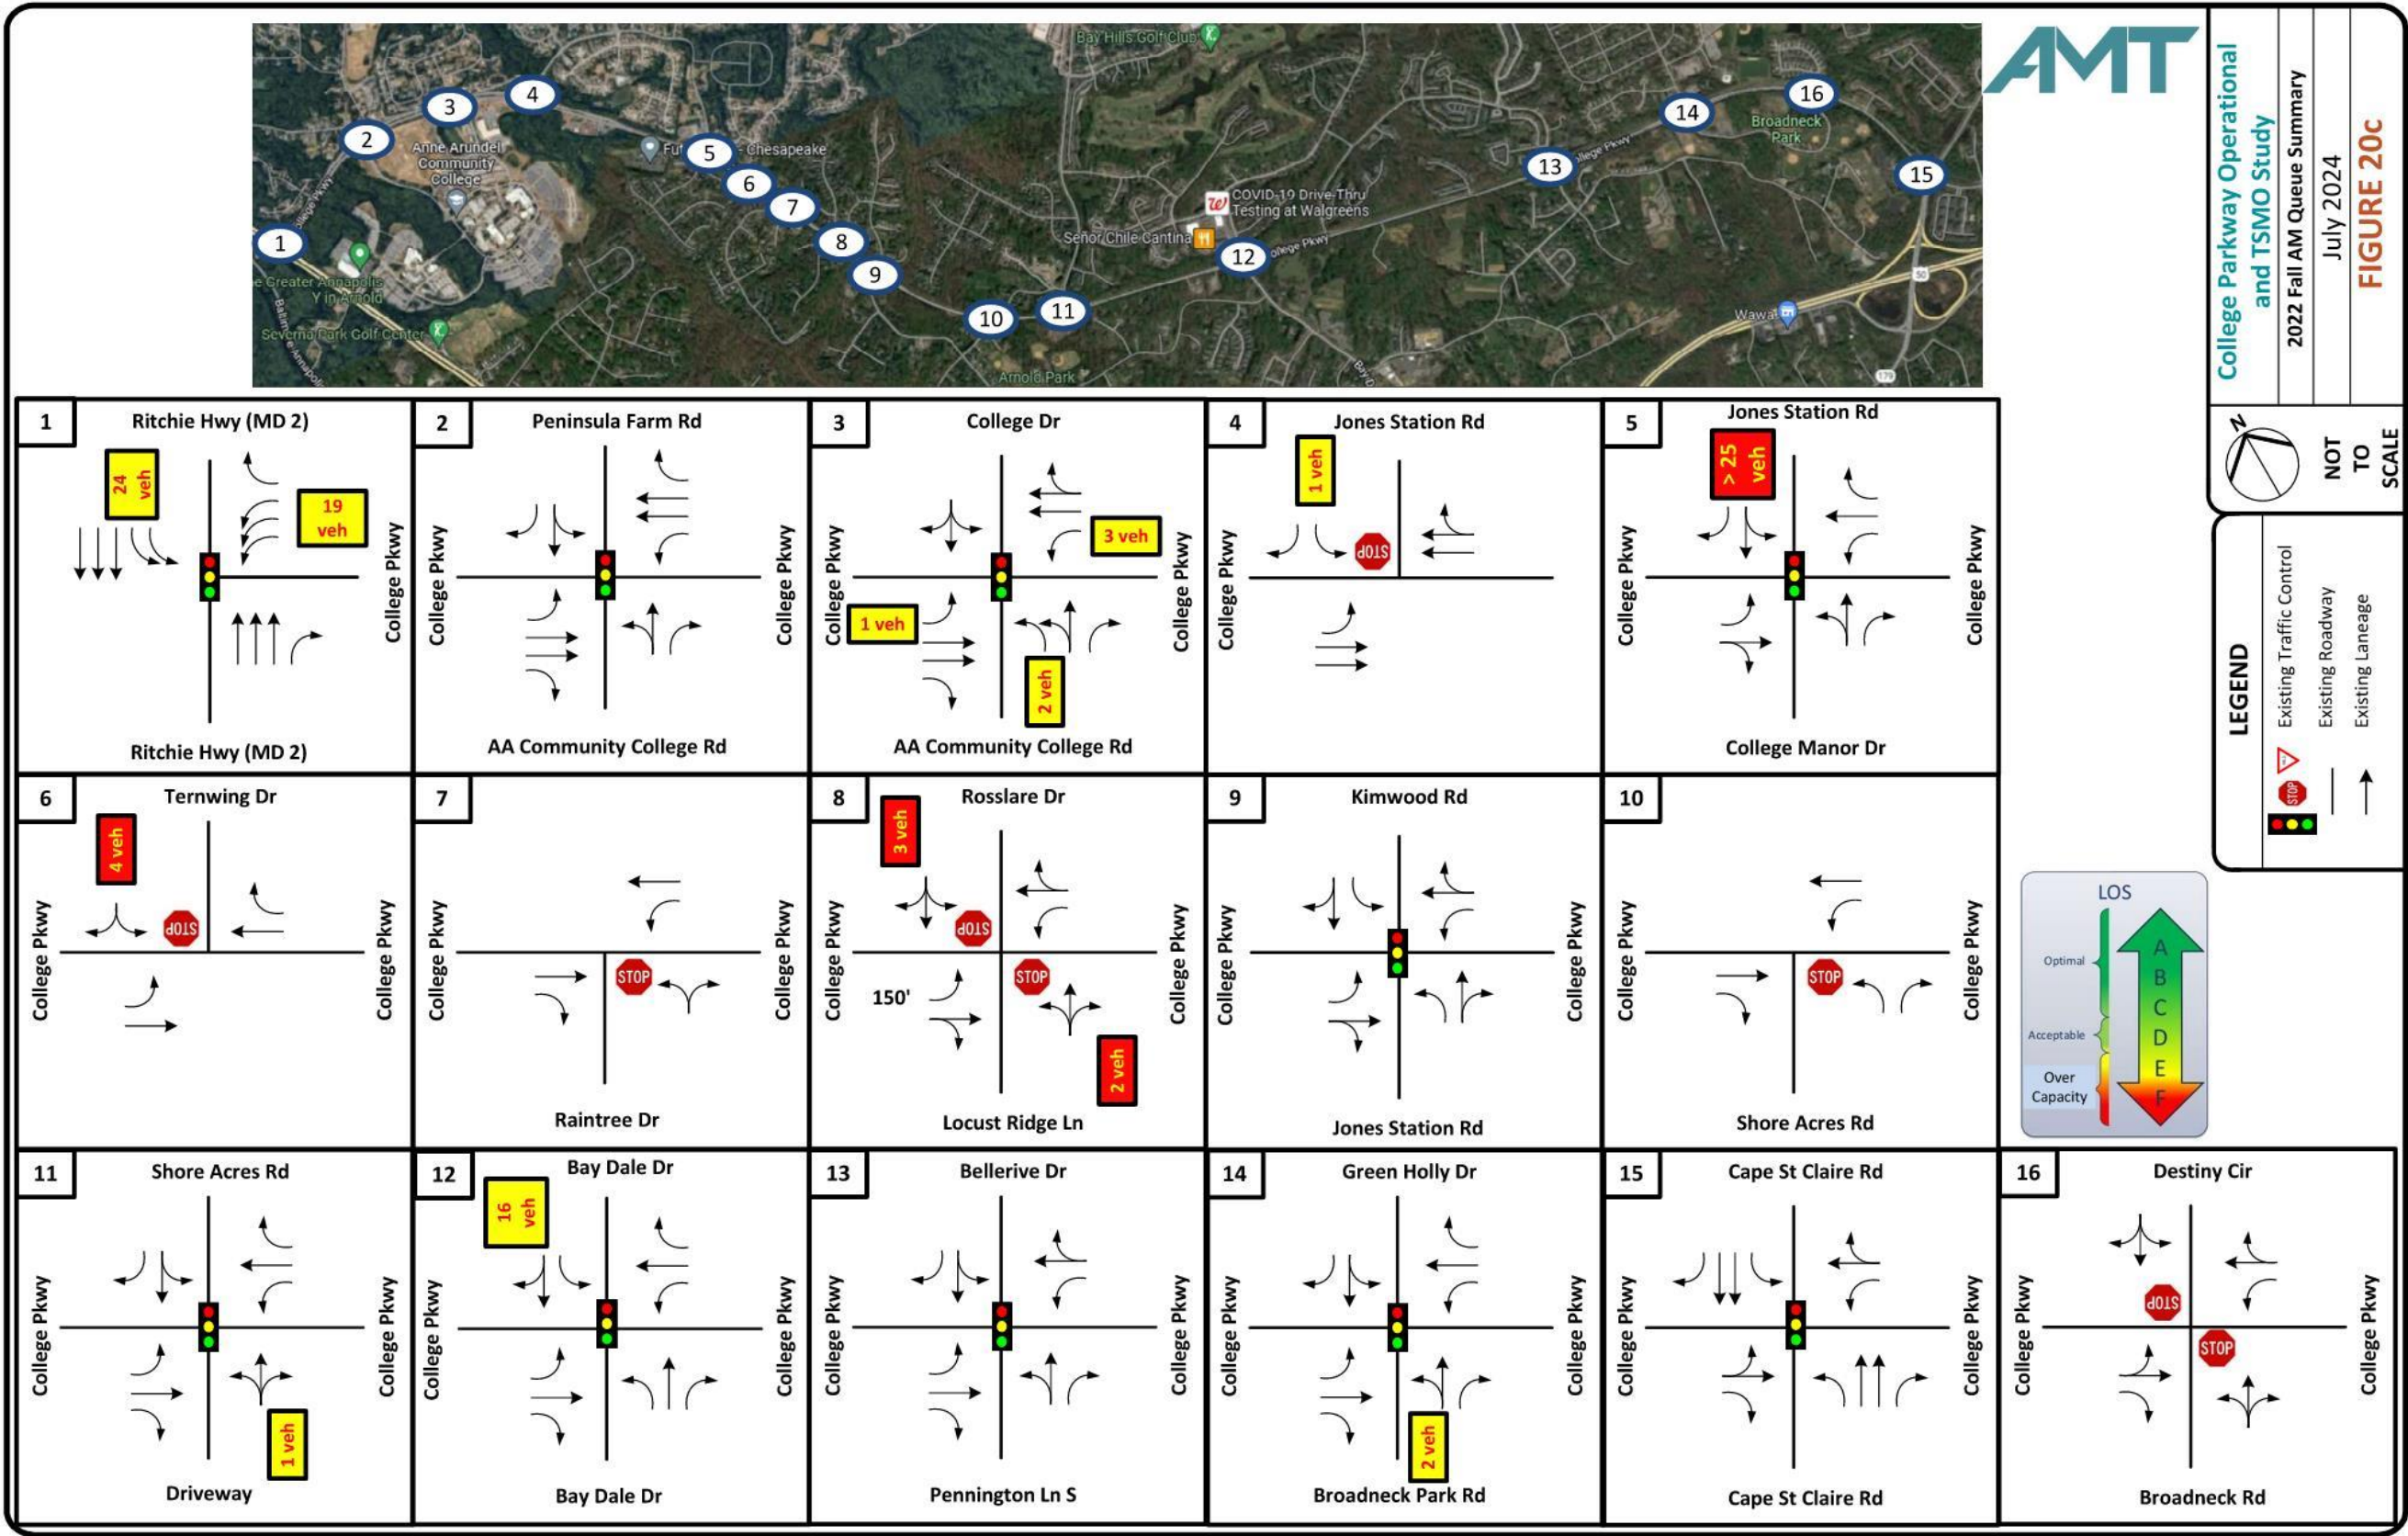 Bay Hills Golf Club
AMT
College Parkway Operational
and TSMO Study
2022 Fall AM Queue Summary
July 2024
FIGURE 20c
1
2
3
4
5
6
7
8
9
10
11
12
13
14
15
16
Anne Arundel
Community
College
Fut
- Chesapeake
College Pkwy
e Greater Annapolis
Y in Arnold
Severna Park Golf Center
Arnold Park
COVID-19 Drive-Thru
Testing at Walgreens
Señor Chile Cantina
ollege Pkwy
ollege Pkwy
Broadneck
Park
Wawa
50
179
N
NOT
TO
SCALE
LEGEND
Existing Traffic Control
STOP
Existing Roadway
Existing Laneage
1
Ritchie Hwy (MD 2)
24
veh
19
veh
College Pkwy
Ritchie Hwy (MD 2)
2
Peninsula Farm Rd
College Pkwy
College Pkwy
AA Community College Rd
3
College Dr
3 veh
College Pkwy
College Pkwy
1 veh
2 veh
AA Community College Rd
4
Jones Station Rd
1 veh
STOP
College Pkwy
5
Jones Station Rd
> 25
veh
College Pkwy
College Pkwy
College Manor Dr
6
Ternwing Dr
4 veh
STOP
College Pkwy
College Pkwy
7
College Pkwy
College Pkwy
STOP
Raintree Dr
8
Rosslare Dr
3 veh
STOP
College Pkwy
College Pkwy
STOP
150'
2 veh
Locust Ridge Ln
9
Kimwood Rd
College Pkwy
College Pkwy
Jones Station Rd
10
College Pkwy
College Pkwy
STOP
Shore Acres Rd
LOS
Optimal
Acceptable
Over
Capacity
A
B
C
D
E
F
11
Shore Acres Rd
College Pkwy
College Pkwy
1 veh
Driveway
12
Bay Dale Dr
16
veh
College Pkwy
College Pkwy
Bay Dale Dr
13
Bellerive Dr
College Pkwy
College Pkwy
Pennington Ln S
14
Green Holly Dr
College Pkwy
College Pkwy
2 veh
Broadneck Park Rd
15
Cape St Claire Rd
College Pkwy
College Pkwy
Cape St Claire Rd
16
Destiny Cir
STOP
College Pkwy
College Pkwy
STOP
Broadneck Rd